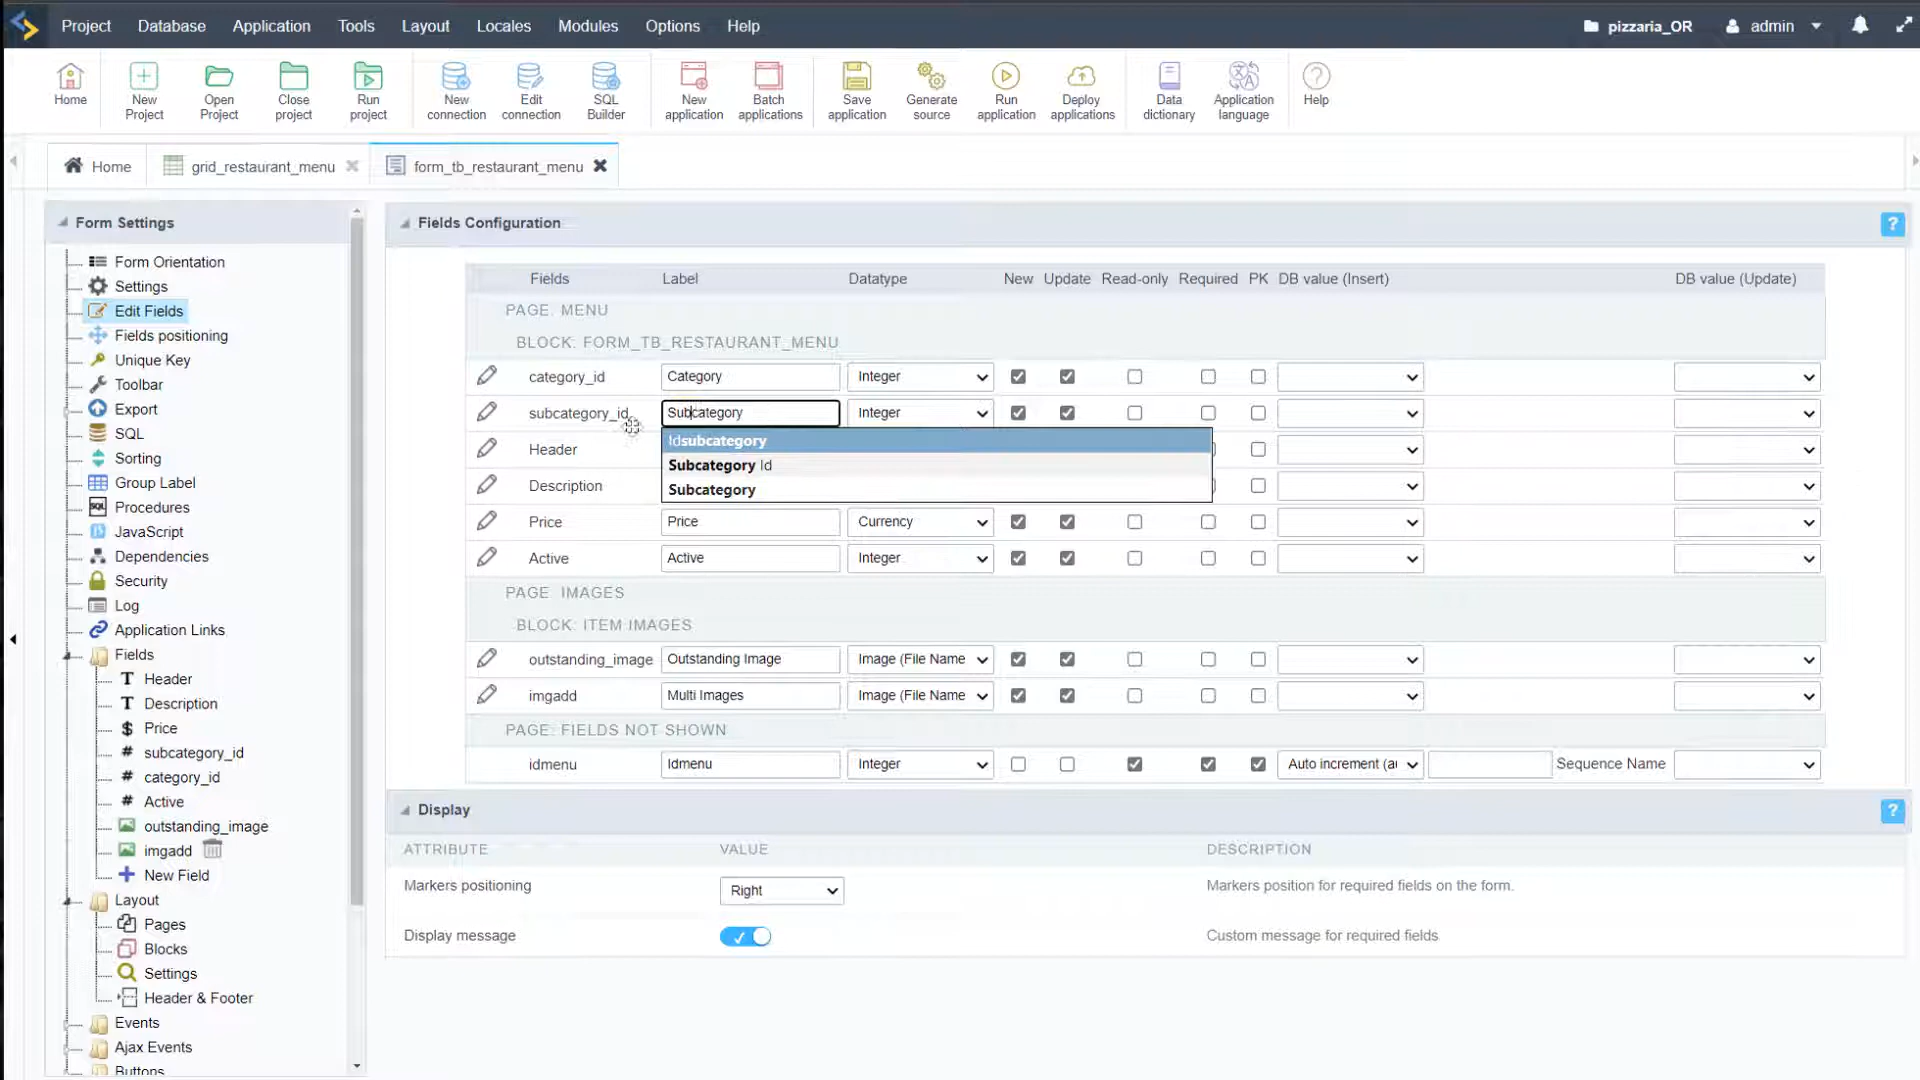 Project Database Application Tools Layout Locales Modules Options Help pizzaria_OR admin
Home New Project Open Project Close project Run project New connection Edit connection SQL Builder New application Batch applications Save application Generate source Run application Deploy applications Data dictionary Application language Help
Home grid_restaurant_menu form_tb_restaurant_menu
Form Settings
Form Orientation
Settings
Edit Fields
Fields positioning
Unique Key
Toolbar
Export
SQL
Sorting
Group Label
Procedures
JavaScript
Dependencies
Security
Log
Application Links
Fields
Header
Description
Price
subcategory_id
category_id
Active
outstanding_image
imgadd
New Field
Layout
Pages
Blocks
Settings
Header & Footer
Events
Ajax Events
Buttons
Fields Configuration ?
Fields Label Datatype New Update Read-only Required PK DB value (Insert) DB value (Update)
PAGE: MENU
BLOCK: FORM_TB_RESTAURANT_MENU
category_id Category Integer
subcategory_id Subcategory Integer
Idsubcategory
Header
Subcategory Id
Description
Subcategory
Price Price Currency
Active Active Integer
PAGE: IMAGES
BLOCK: ITEM IMAGES
outstanding_image Outstanding Image Image (File Name
imgadd Multi Images Image (File Name
PAGE: FIELDS NOT SHOWN
idmenu Idmenu Integer Auto increment (au Sequence Name
Display ?
ATTRIBUTE VALUE DESCRIPTION
Markers positioning Right Markers position for required fields on the form.
Display message Custom message for required fields